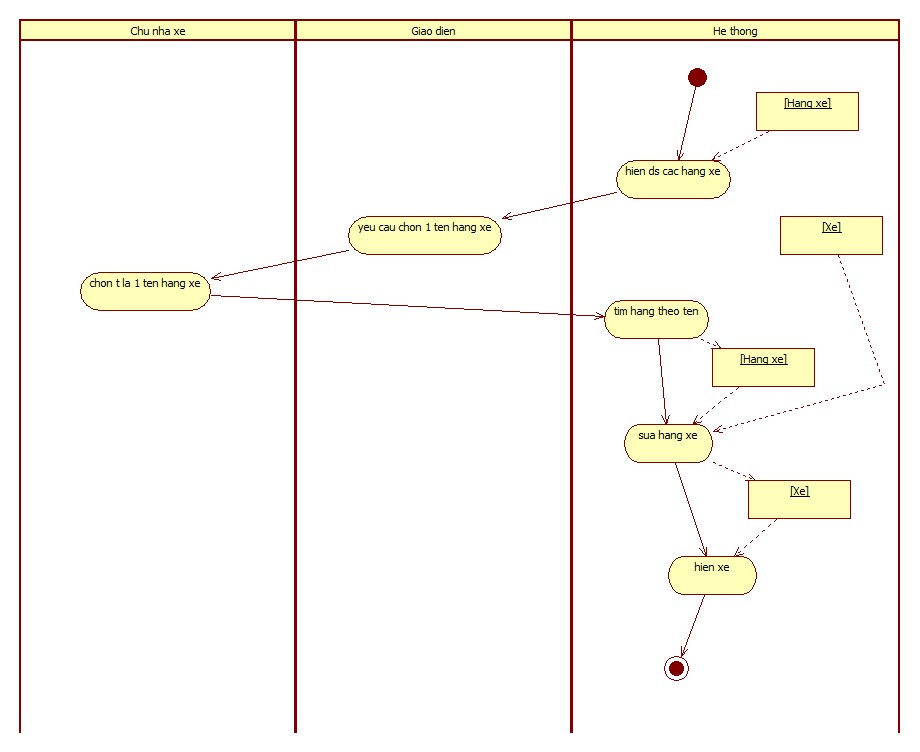 Chu nha xe
Giao dien
He thong
[Hang xe]
hien ds cac hang xe
yeu cau chon 1 ten hang xe
[Xe]
chon t la 1 ten hang xe
tim hang theo ten
[Hang xe]
sua hang xe
[Xe]
hien xe